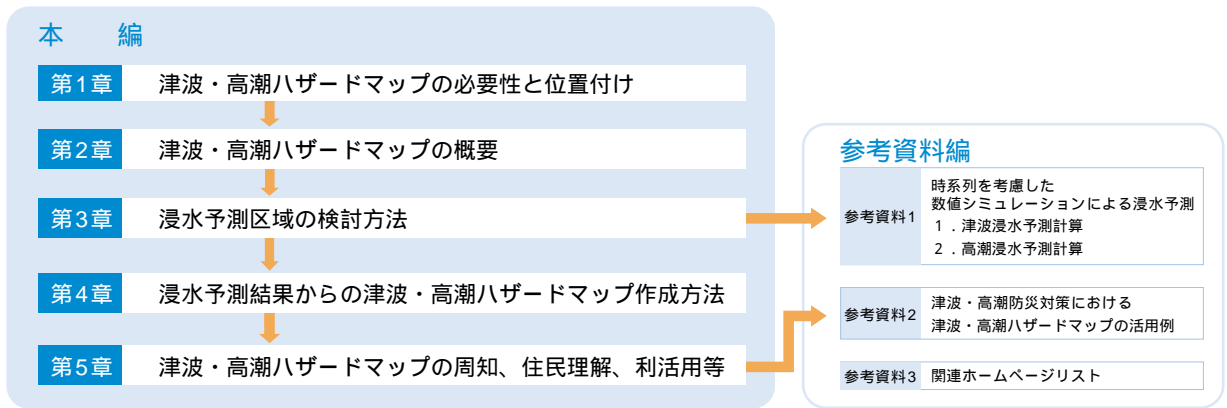 本　編
第1章　津波・高潮ハザードマップの必要性と位置付け
第2章　津波・高潮ハザードマップの概要
第3章　浸水予測区域の検討方法
第4章　浸水予測結果からの津波・高潮ハザードマップ作成方法
第5章　津波・高潮ハザードマップの周知、住民理解、利活用等
参考資料編
参考資料1
時系列を考慮した
数値シミュレーションによる浸水予測
１．津波浸水予測計算
２．高潮浸水予測計算
参考資料2
津波・高潮防災対策における
津波・高潮ハザードマップの活用例
参考資料3　関連ホームページリスト